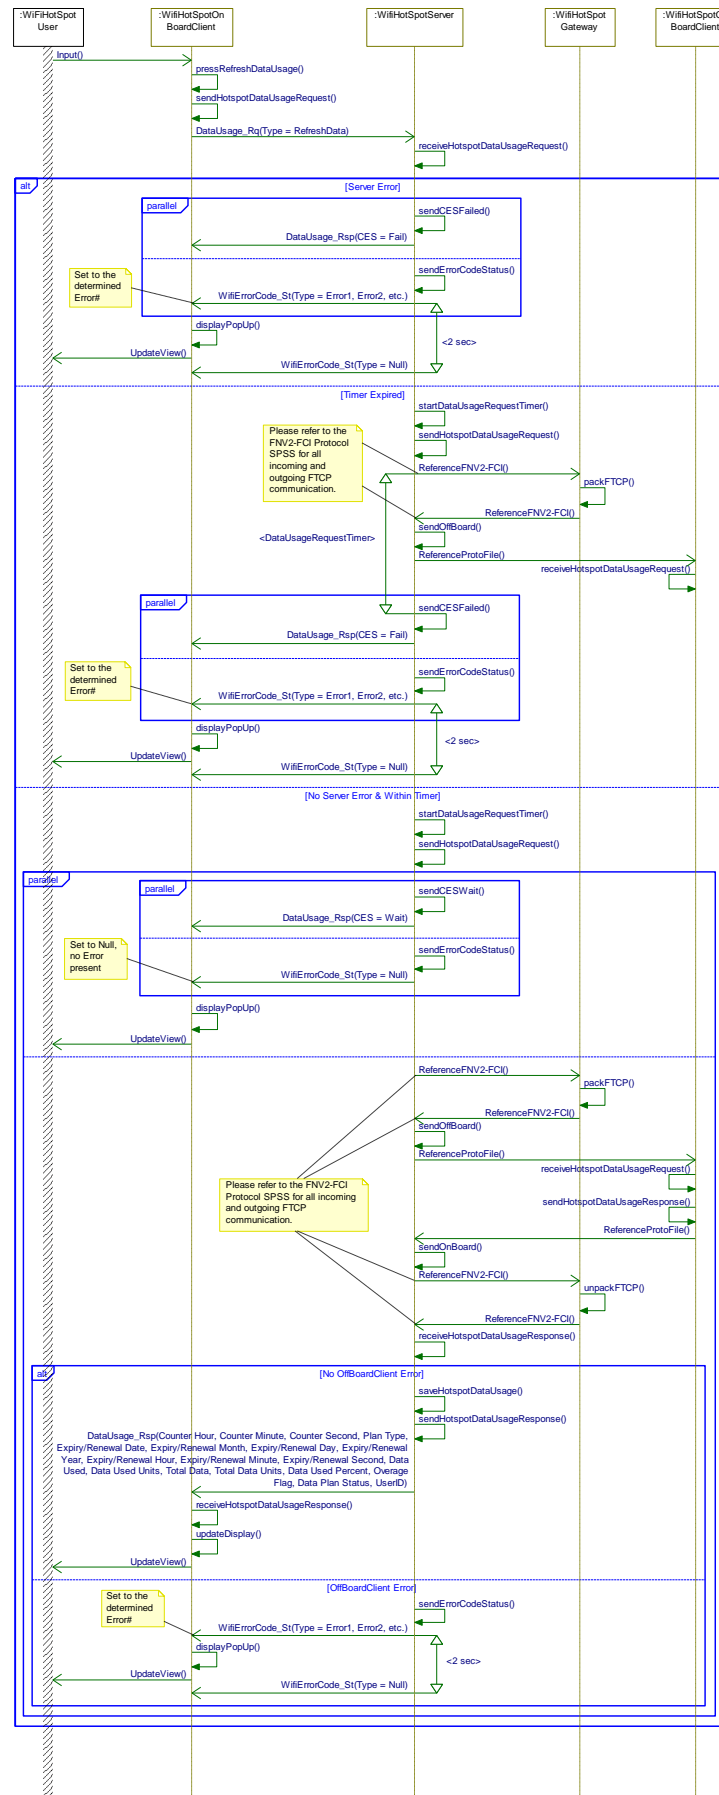 :WiFiHotSpot
User
:WifiHotSpotOn
BoardClient
:WifiHotSpotServer
:WifiHotSpot
Gateway
:WifiHotSpotO
BoardClient
Input()
pressRefreshDataUsage()
sendHotspotDataUsageRequest()
DataUsage_Rq(Type = RefreshData)
receiveHotspotDataUsageRequest()
alt
[Server Error]
parallel
sendCESFailed()
DataUsage_Rsp(CES = Fail)
sendErrorCodeStatus()
Set to the
determined
Error#
WifiErrorCode_St(Type = Error1, Error2, etc.)
displayPopUp()
<2 sec>
UpdateView()
WifiErrorCode_St(Type = Null)
[Timer Expired]
startDataUsageRequestTimer()
Please refer to the
FNV2-FCI Protocol
SPSS for all
incoming and
outgoing FTCP
communication.
sendHotspotDataUsageRequest()
ReferenceFNV2-FCI()
packFTCP()
ReferenceFNV2-FCI()
sendOffBoard()
<DataUsageRequestTimer>
ReferenceProtoFile()
receiveHotspotDataUsageRequest()
parallel
sendCESFailed()
DataUsage_Rsp(CES = Fail)
Set to the
determined
Error#
sendErrorCodeStatus()
WifiErrorCode_St(Type = Error1, Error2, etc.)
displayPopUp()
<2 sec>
UpdateView()
WifiErrorCode_St(Type = Null)
[No Server Error & Within Timer]
startDataUsageRequestTimer()
sendHotspotDataUsageRequest()
parallel
parallel
sendCESWait()
DataUsage_Rsp(CES = Wait)
Set to Null,
no Error
present
sendErrorCodeStatus()
WifiErrorCode_St(Type = Null)
displayPopUp()
UpdateView()
ReferenceFNV2-FCI()
packFTCP()
ReferenceFNV2-FCI()
sendOffBoard()
ReferenceProtoFile()
receiveHotspotDataUsageRequest()
Please refer to the FNV2-FCI
Protocol SPSS for all incoming
and outgoing FTCP
communication.
sendHotspotDataUsageResponse()
ReferenceProtoFile()
sendOnBoard()
ReferenceFNV2-FCI()
unpackFTCP()
ReferenceFNV2-FCI()
receiveHotspotDataUsageResponse()
alt
[No OffBoardClient Error]
saveHotspotDataUsage()
sendHotspotDataUsageResponse()
DataUsage_Rsp(Counter Hour, Counter Minute, Counter Second, Plan Type,
Expiry/Renewal Date, Expiry/Renewal Month, Expiry/Renewal Day, Expiry/Renewal
Year, Expiry/Renewal Hour, Expiry/Renewal Minute, Expiry/Renewal Second, Data
Used, Data Used Units, Total Data, Total Data Units, Data Used Percent, Overage
Flag, Data Plan Status, UserID)
receiveHotspotDataUsageResponse()
updateDisplay()
UpdateView()
[OffBoardClient Error]
Set to the
determined
Error#
sendErrorCodeStatus()
WifiErrorCode_St(Type = Error1, Error2, etc.)
displayPopUp()
<2 sec>
UpdateView()
WifiErrorCode_St(Type = Null)